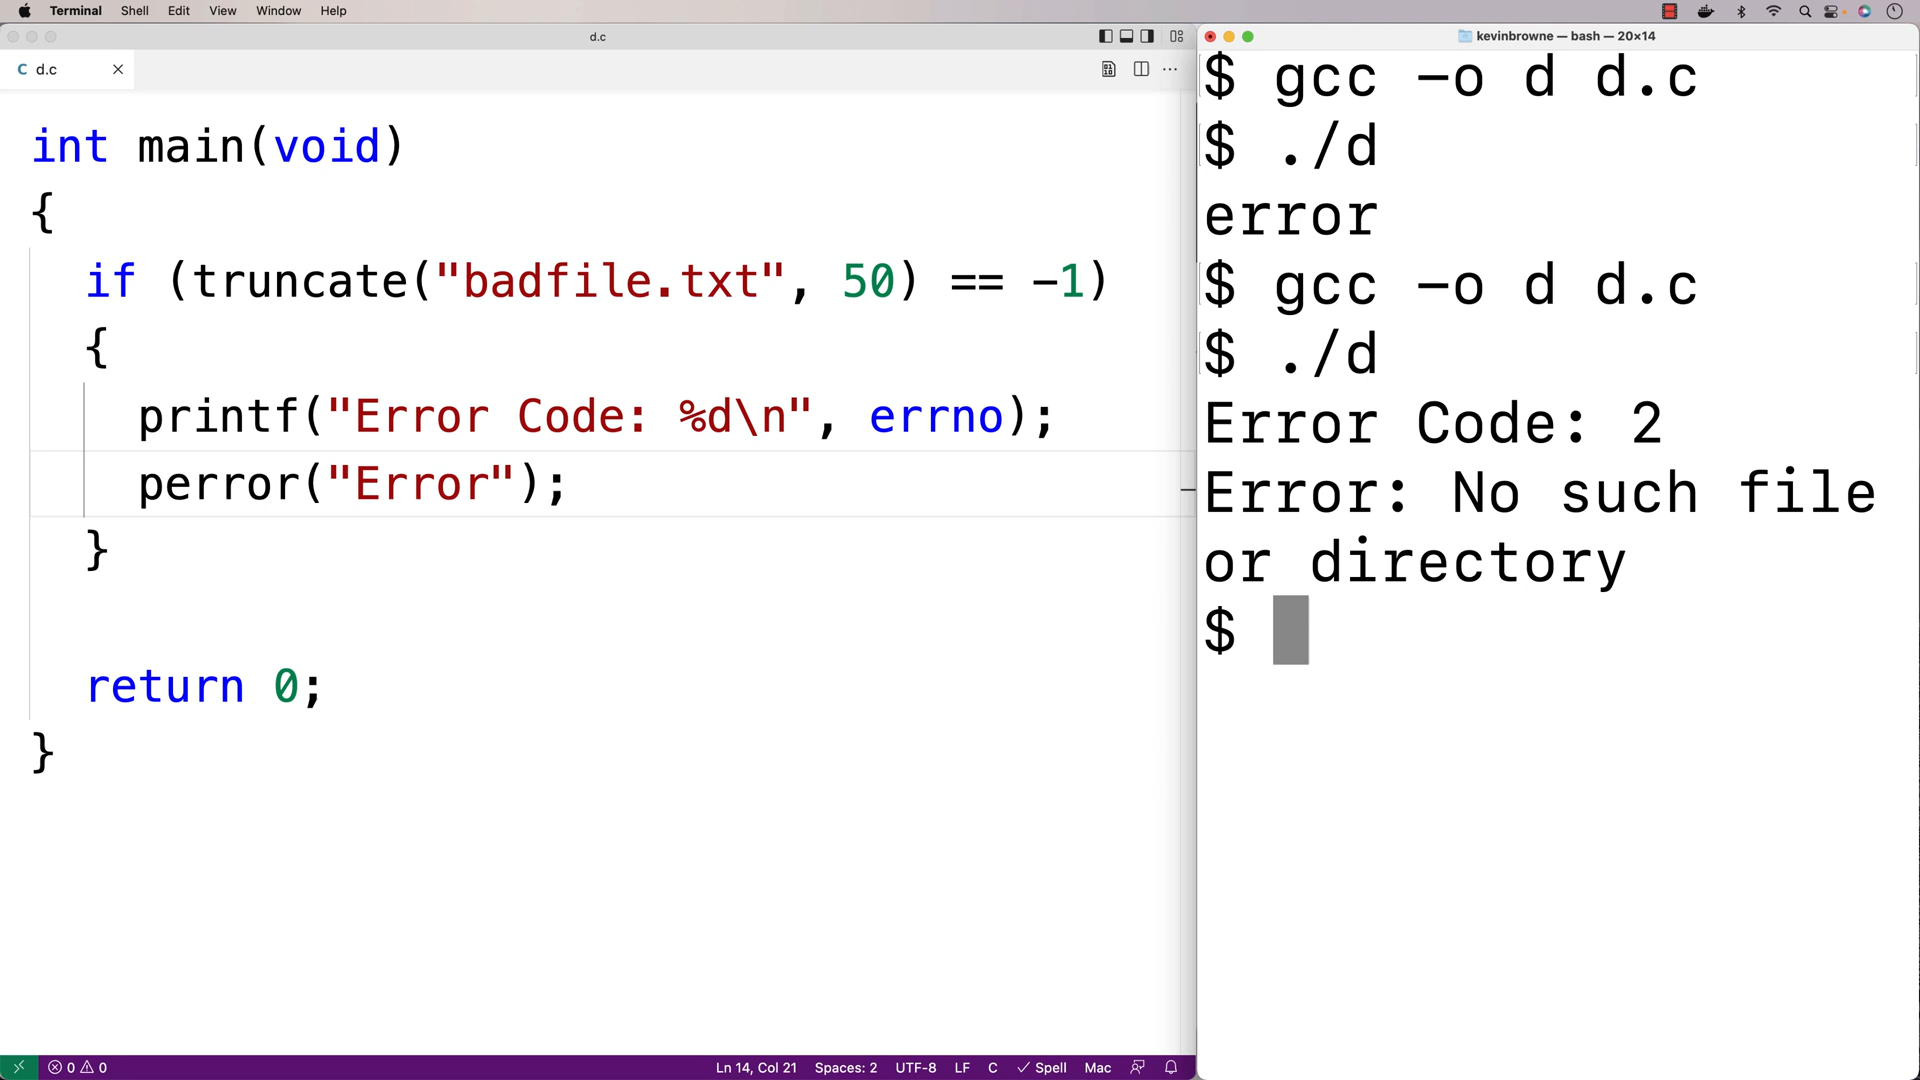 Terminal Shell Edit View Window Help
d.c
C d.c
int main(void)
{
if (truncate("badfile.txt", 50) == -1)
{
printf("Error Code: %d\n", errno);
perror("Error");
}
return 0;
}
0 0 Ln 14, Col 21 Spaces: 2 UTF-8 LF C Spell Mac
kevinbrowne — bash — 20×14
$ gcc -o d d.c
$ ./d
error
$ gcc -o d d.c
$ ./d
Error Code: 2
Error: No such file
or directory
$